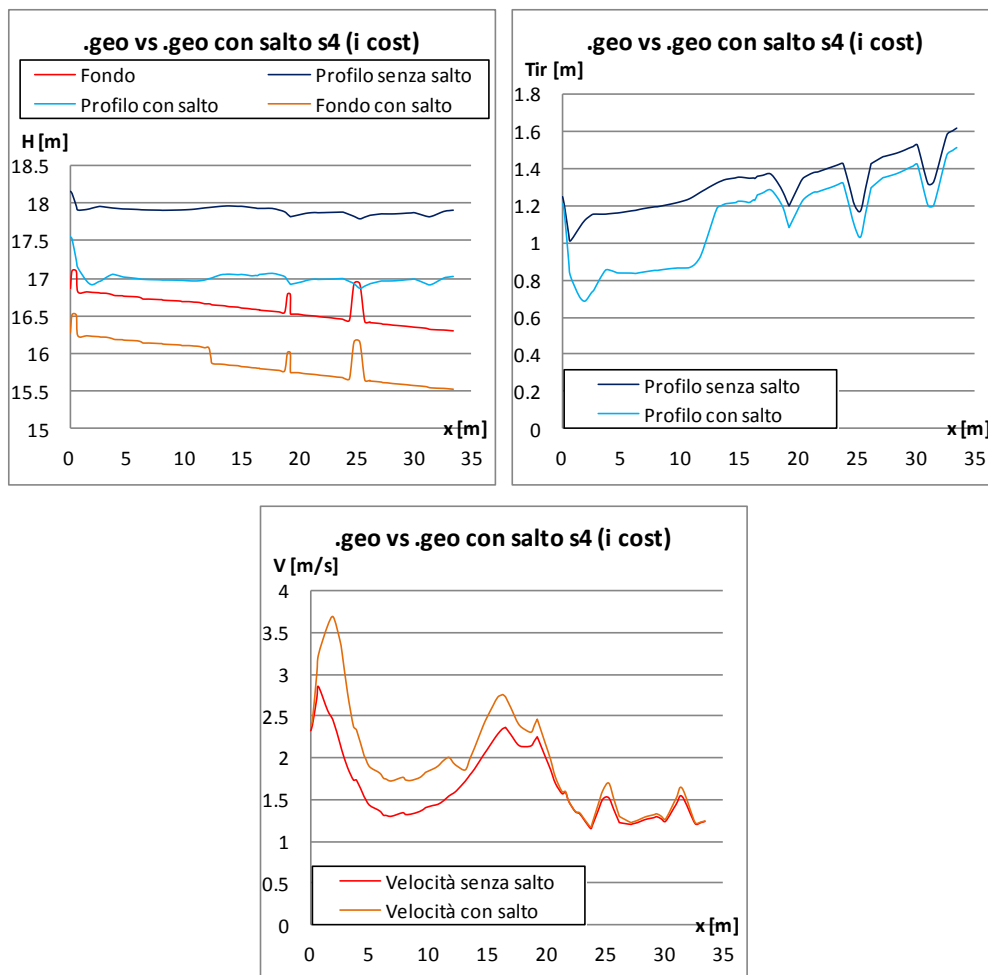 .geo vs .geo con salto s4 (i cost)
Fondo
Profilo senza salto
Profilo con salto
Fondo con salto
H [m]
18.5
18
17.5
17
16.5
16
15.5
15
x [m]
0 5 10 15 20 25 30 35
.geo vs .geo con salto s4 (i cost)
Tir [m]
1.8
1.6
1.4
1.2
1
0.8
0.6
0.4
0.2
0
Profilo senza salto
Profilo con salto
x [m]
0 5 10 15 20 25 30 35
.geo vs .geo con salto s4 (i cost)
V [m/s]
4
3.5
3
2.5
2
1.5
1
0.5
0
Velocità senza salto
Velocità con salto
x [m]
0 5 10 15 20 25 30 35